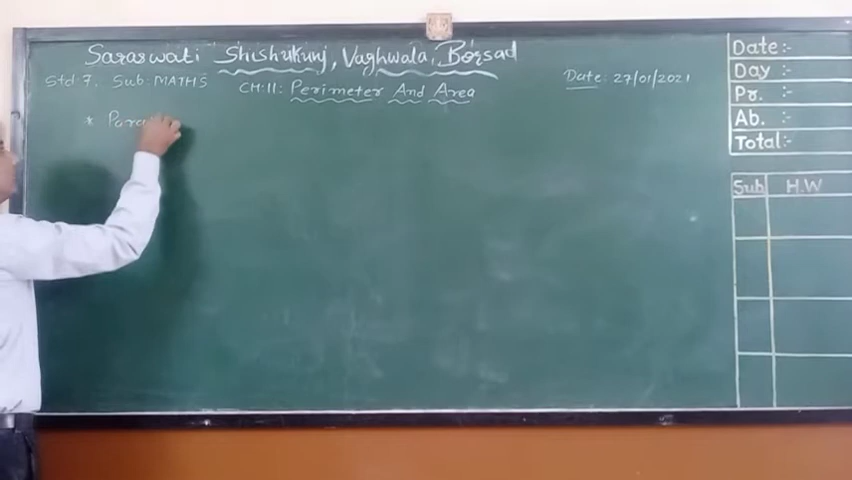 Saraswati Shishukunj, Vaghwala, Borsad
Std:7. Sub: MATHS CH:11: Perimeter And Area Date: 27/01/2021
* Para
Date:-
Day :-
Pr. :-
Ab. :-
Total:-
Sub H.W